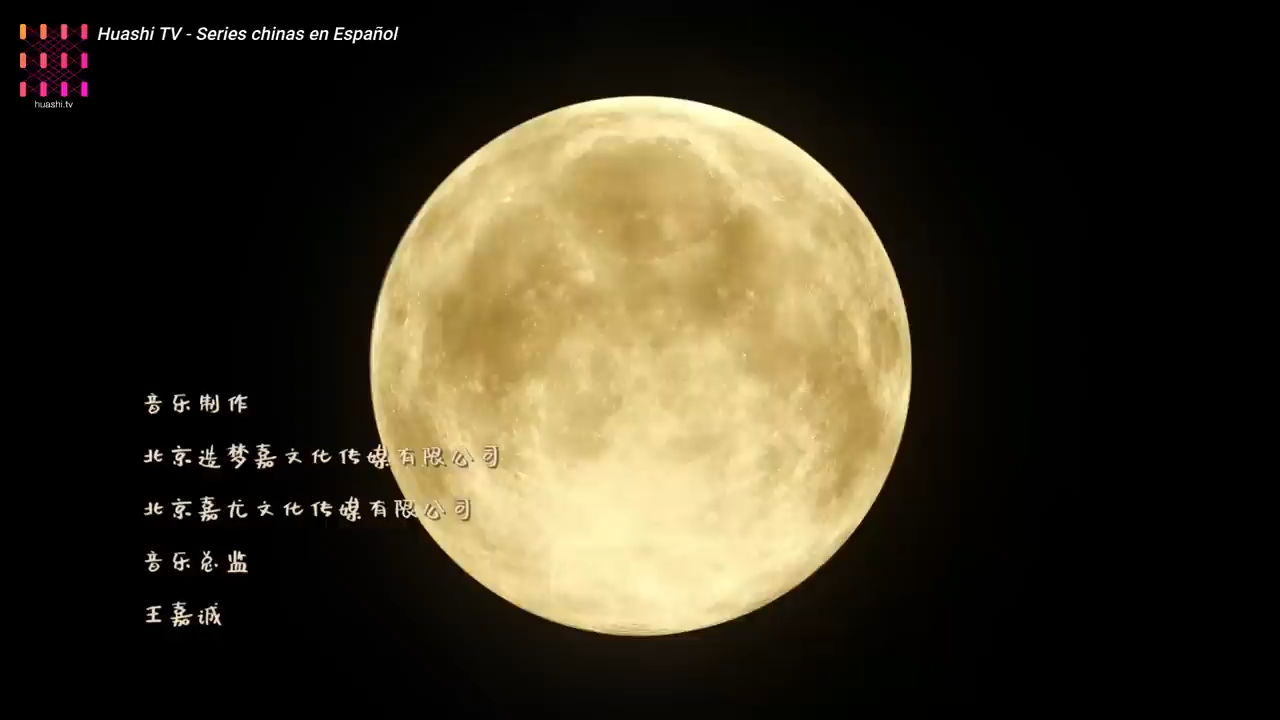 Huashi TV - Series chinas en Español
huashi.tv
音乐制作
北京造梦嘉文化传媒有限公司
北京嘉尤文化传媒有限公司
音乐总监
王嘉诚